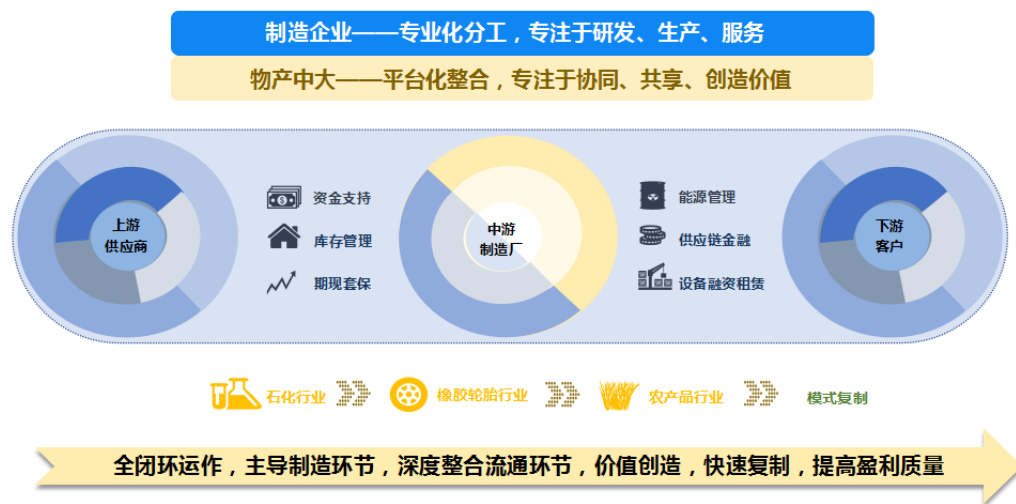 制造企业——专业化分工，专注于研发、生产、服务
物产中大——平台化整合，专注于协同、共享、创造价值
上游
供应商
资金支持
库存管理
期现套保
中游
制造厂
能源管理
供应链金融
设备融资租赁
下游
客户
石化行业
橡胶轮胎行业
农产品行业
模式复制
全闭环运作，主导制造环节，深度整合流通环节，价值创造，快速复制，提高盈利质量